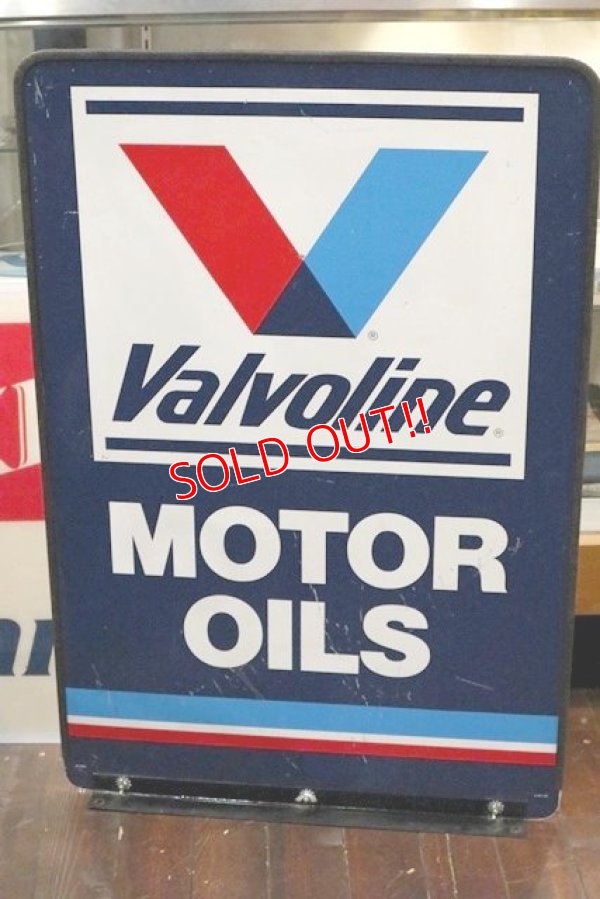 Valvoline
®
®
SOLD OUT!!
MOTOR
OILS